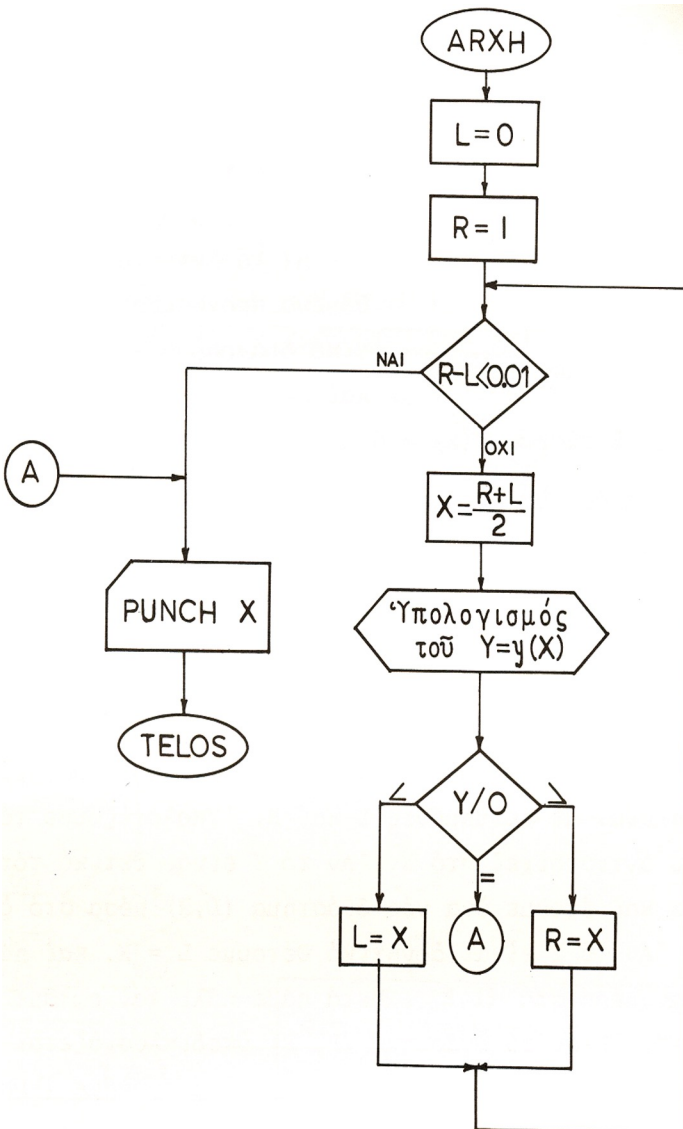 ARXH
L=0
R=1
R-L<0.01
NAI
OXI
A
X=R+L/2
PUNCH X
Ὑπολογισμός
τοῦ Y=y(X)
TELOS
Y/0
<
>
=
L=X
A
R=X